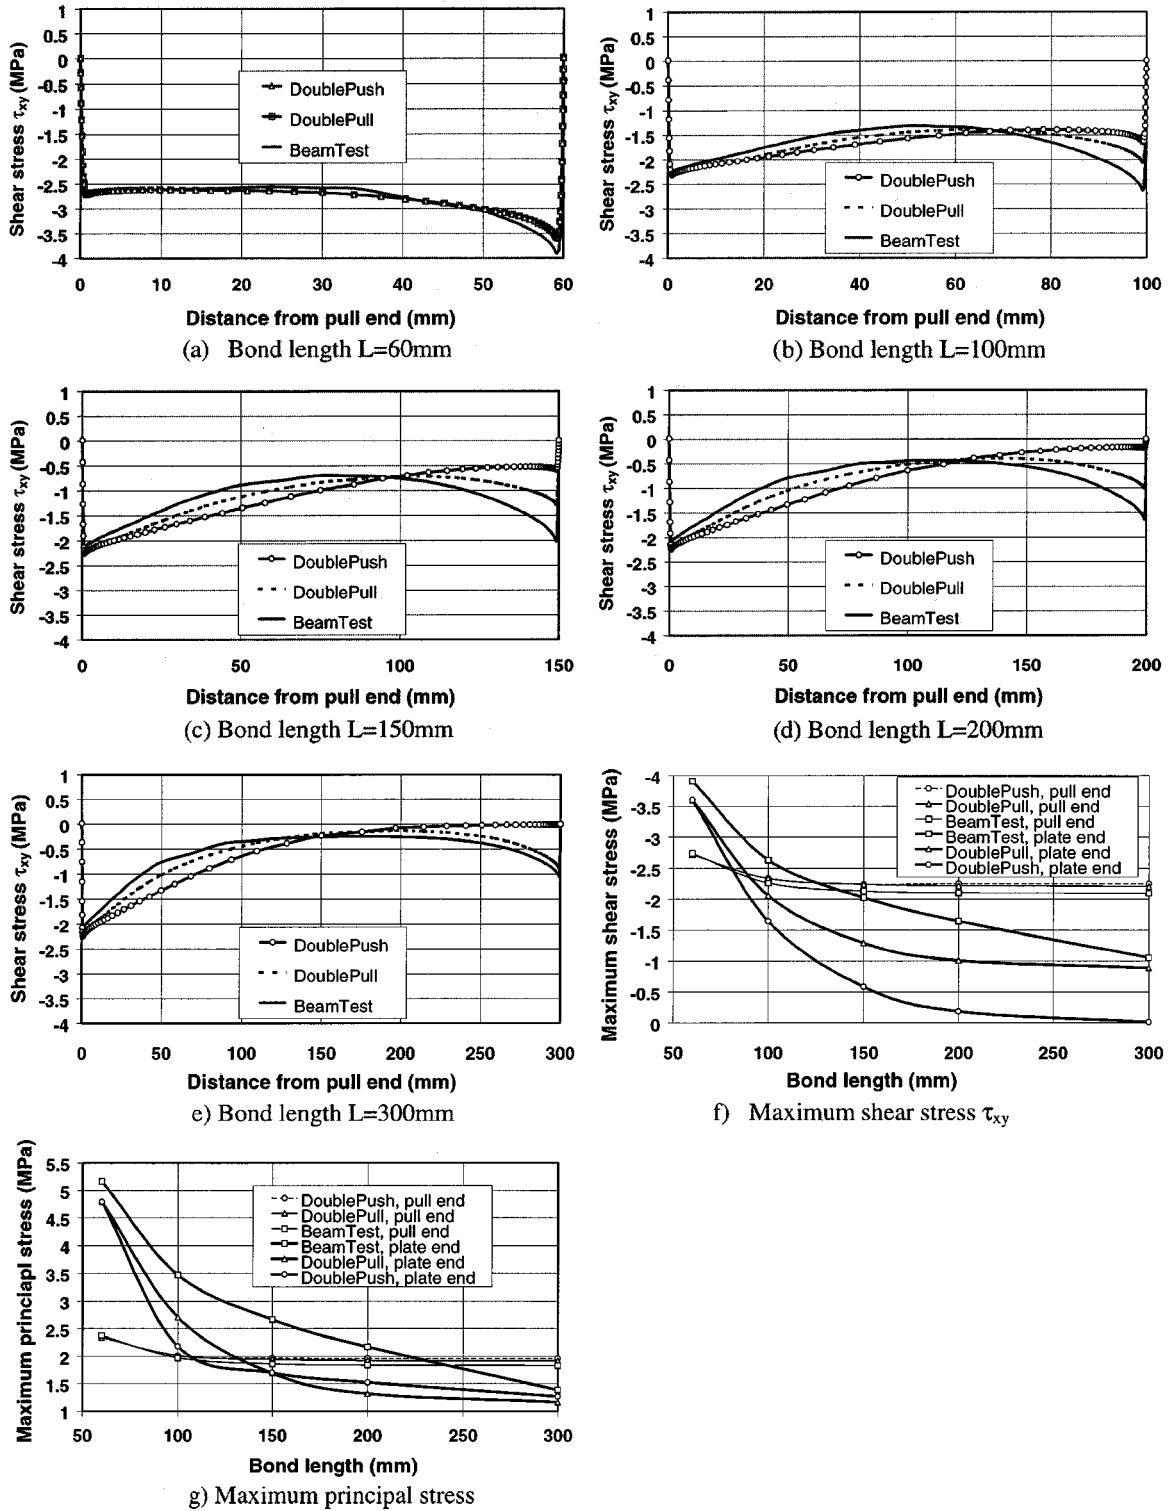 1
0.5
0
-0.5
-1
-1.5
-2
-2.5
-3
-3.5
-4
Shear stress τxy (MPa)
DoublePush
DoublePull
BeamTest
0 10 20 30 40 50 60
Distance from pull end (mm)
(a) Bond length L=60mm
1
0.5
0
-0.5
-1
-1.5
-2
-2.5
-3
-3.5
-4
Shear stress τxy (MPa)
DoublePush
DoublePull
BeamTest
0 20 40 60 80 100
Distance from pull end (mm)
(b) Bond length L=100mm
1
0.5
0
-0.5
-1
-1.5
-2
-2.5
-3
-3.5
-4
Shear stress τxy (MPa)
DoublePush
DoublePull
BeamTest
0 50 100 150
Distance from pull end (mm)
(c) Bond length L=150mm
1
0.5
0
-0.5
-1
-1.5
-2
-2.5
-3
-3.5
-4
Shear stress τxy (MPa)
DoublePush
DoublePull
BeamTest
0 50 100 150 200
Distance from pull end (mm)
(d) Bond length L=200mm
1
0.5
0
-0.5
-1
-1.5
-2
-2.5
-3
-3.5
-4
Shear stress τxy (MPa)
DoublePush
DoublePull
BeamTest
0 50 100 150 200 250 300
Distance from pull end (mm)
e) Bond length L=300mm
-4
-3.5
-3
-2.5
-2
-1.5
-1
-0.5
0
Maximum shear stress (MPa)
DoublePush, pull end
DoublePull, pull end
BeamTest, pull end
BeamTest, plate end
DoublePull, plate end
DoublePush, plate end
50 100 150 200 250 300
Bond length (mm)
f) Maximum shear stress τxy
5.5
5
4.5
4
3.5
3
2.5
2
1.5
1
Maximum princiapl stress (MPa)
DoublePush, pull end
DoublePull, pull end
BeamTest, pull end
BeamTest, plate end
DoublePull, plate end
DoublePush, plate end
50 100 150 200 250 300
Bond length (mm)
g) Maximum principal stress